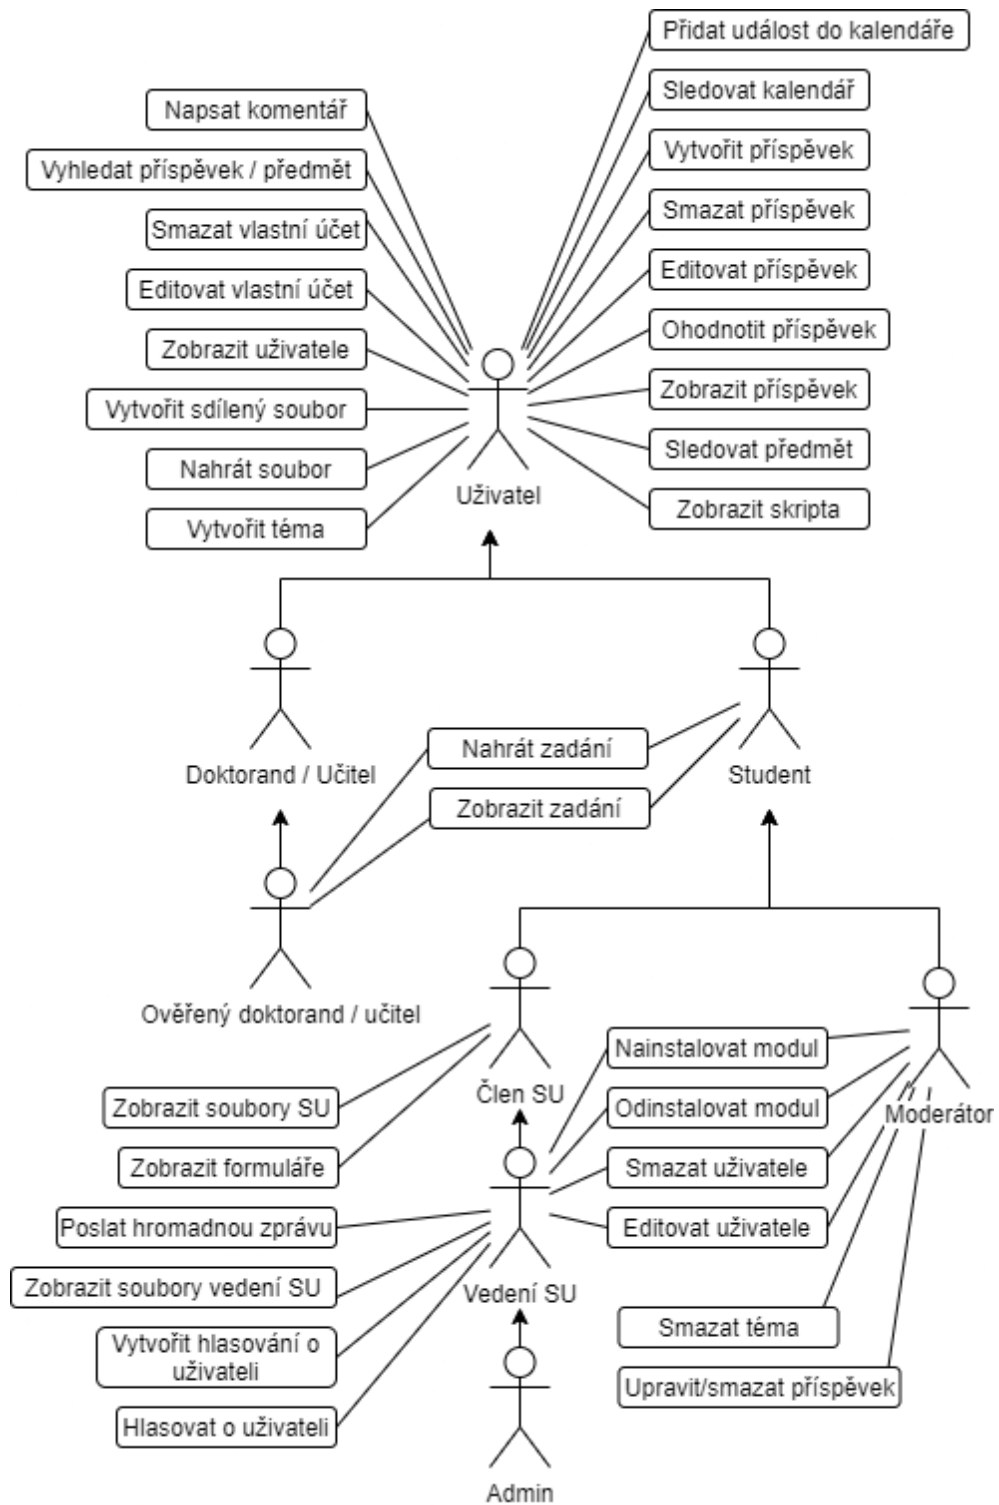 Přidat událost do kalendáře
Sledovat kalendář
Napsat komentář
Vytvořit příspěvek
Vyhledat příspěvek / předmět
Smazat příspěvek
Smazat vlastní účet
Editovat příspěvek
Editovat vlastní účet
Ohodnotit příspěvek
Zobrazit uživatele
Zobrazit příspěvek
Vytvořit sdílený soubor
Sledovat předmět
Nahrát soubor
Uživatel
Zobrazit skripta
Vytvořit téma
Nahrát zadání
Doktorand / Učitel
Student
Zobrazit zadání
Ověřený doktorand / učitel
Nainstalovat modul
Člen SU
Zobrazit soubory SU
Odinstalovat modul
Moderátor
Zobrazit formuláře
Smazat uživatele
Poslat hromadnou zprávu
Editovat uživatele
Zobrazit soubory vedení SU
Vedení SU
Vytvořit hlasování o
uživateli
Smazat téma
Upravit/smazat příspěvek
Hlasovat o uživateli
Admin